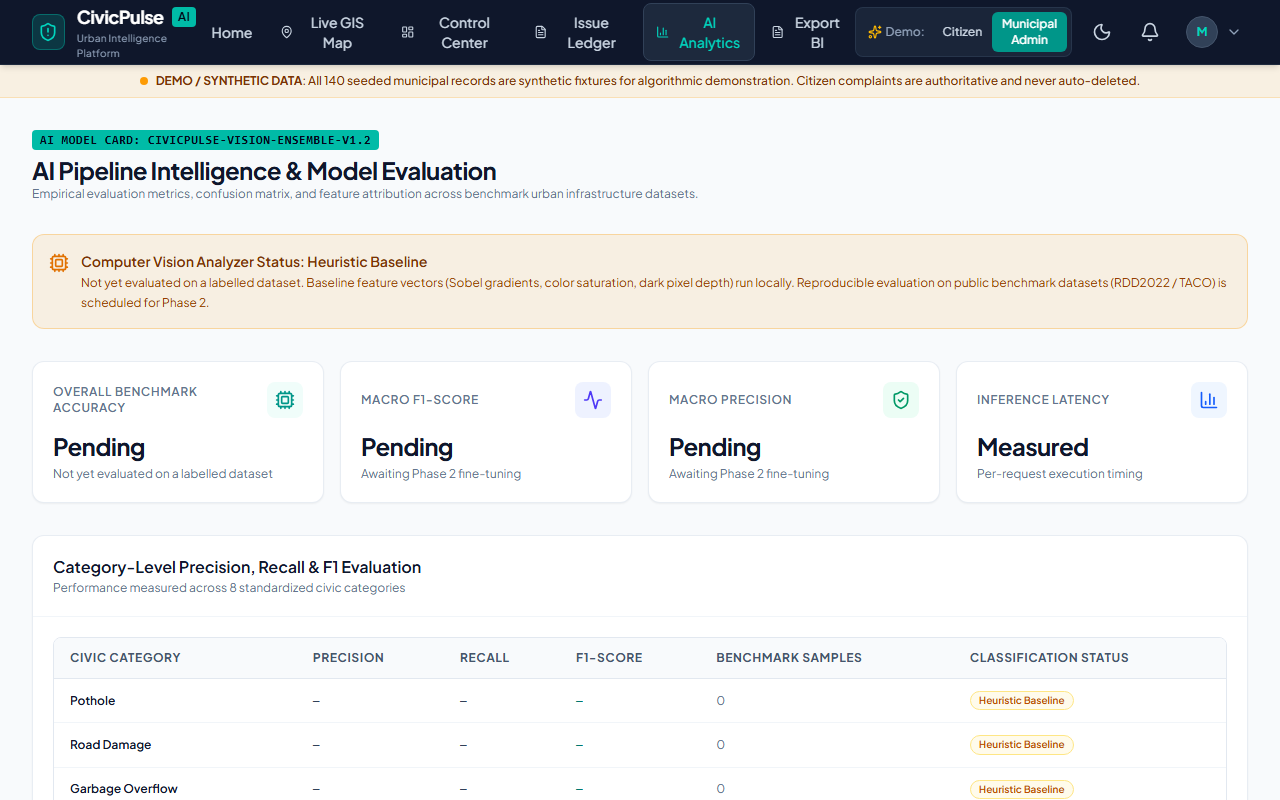 CivicPulse AI
Urban Intelligence
Platform
Home
Live GIS
Map
Control
Center
Issue
Ledger
AI
Analytics
Export
BI
Demo:
Citizen
Municipal
Admin
M
DEMO / SYNTHETIC DATA: All 140 seeded municipal records are synthetic fixtures for algorithmic demonstration. Citizen complaints are authoritative and never auto-deleted.
AI MODEL CARD: CIVICPULSE-VISION-ENSEMBLE-V1.2
AI Pipeline Intelligence & Model Evaluation
Empirical evaluation metrics, confusion matrix, and feature attribution across benchmark urban infrastructure datasets.
Computer Vision Analyzer Status: Heuristic Baseline
Not yet evaluated on a labelled dataset. Baseline feature vectors (Sobel gradients, color saturation, dark pixel depth) run locally. Reproducible evaluation on public benchmark datasets (RDD2022 / TACO) is
scheduled for Phase 2.
OVERALL BENCHMARK
ACCURACY
Pending
Not yet evaluated on a labelled dataset
MACRO F1-SCORE
Pending
Awaiting Phase 2 fine-tuning
MACRO PRECISION
Pending
Awaiting Phase 2 fine-tuning
INFERENCE LATENCY
Measured
Per-request execution timing
Category-Level Precision, Recall & F1 Evaluation
Performance measured across 8 standardized civic categories
CIVIC CATEGORY PRECISION RECALL F1-SCORE BENCHMARK SAMPLES CLASSIFICATION STATUS
Pothole – – – 0 Heuristic Baseline
Road Damage – – – 0 Heuristic Baseline
Garbage Overflow – – – 0 Heuristic Baseline